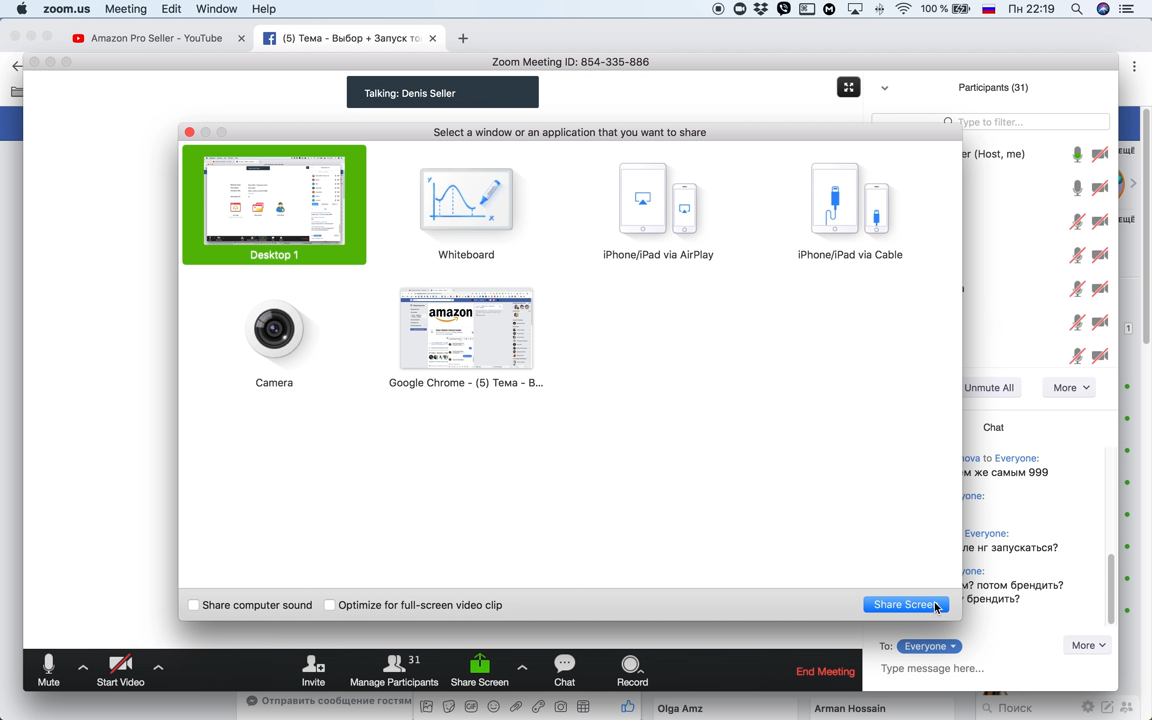 zoom.us Meeting Edit Window Help 100 % Пн 22:19
Amazon Pro Seller - YouTube (5) Тема - Выбор + Запуск то
Zoom Meeting ID: 854-335-886
Talking: Denis Seller
Participants (31)
Type to filter...
Select a window or an application that you want to share
er (Host, me)
ЕЩЁ
ЕЩЁ
Desktop 1
Whiteboard
iPhone/iPad via AirPlay
iPhone/iPad via Cable
amazon
1
Camera
Google Chrome - (5) Тема - В...
Unmute All
More
Chat
nova to Everyone:
ем же самым 999
yone:
Everyone:
ле нг запускаться?
yone:
м? потом брендить?
брендить?
Share computer sound
Optimize for full-screen video clip
Share Screen
To: Everyone
More
Type message here...
Mute
Start Video
Invite
31
Manage Participants
Share Screen
Chat
Record
End Meeting
Отправить сообщение гостям
Olga Amz
Arman Hossain
Поиск